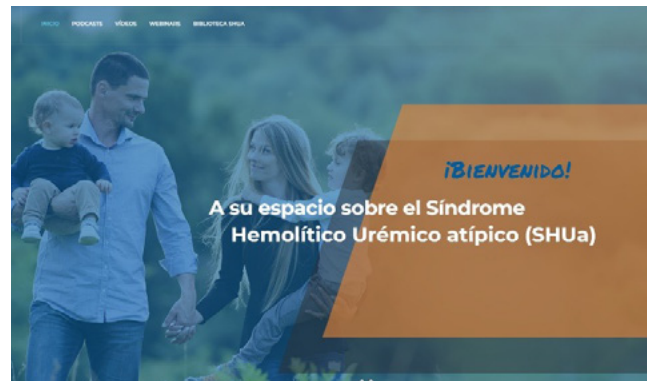 INICIO PODCASTS VÍDEOS WEBINARS BIBLIOTECA SHUA
¡BIENVENIDO!
A su espacio sobre el Síndrome
Hemolítico Urémico atípico (SHUa)